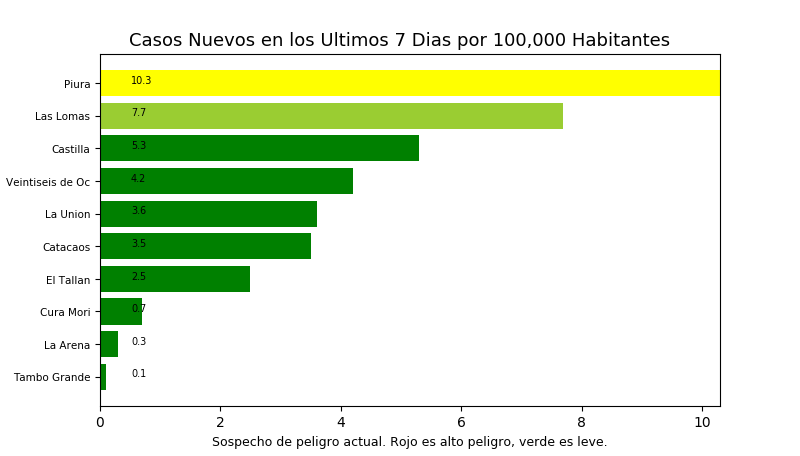 Casos Nuevos en los Ultimos 7 Dias por 100,000 Habitantes
Piura 10.3
Las Lomas 7.7
Castilla 5.3
Veintiseis de Oc 4.2
La Union 3.6
Catacaos 3.5
El Tallan 2.5
Cura Mori 0.7
La Arena 0.3
Tambo Grande 0.1
0 2 4 6 8 10
Sospecho de peligro actual. Rojo es alto peligro, verde es leve.